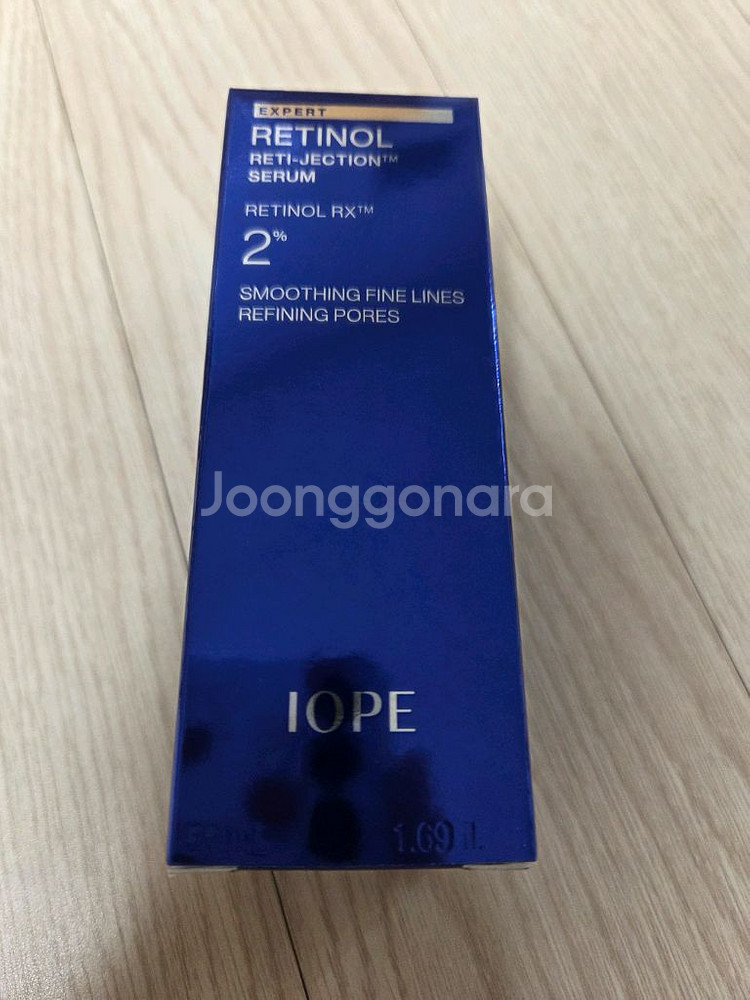 EXPERT
RETINOL
RETI-JECTION™
SERUM
RETINOL RX™
2%
SMOOTHING FINE LINES
REFINING PORES
Joonggonara
IOPE
1.69